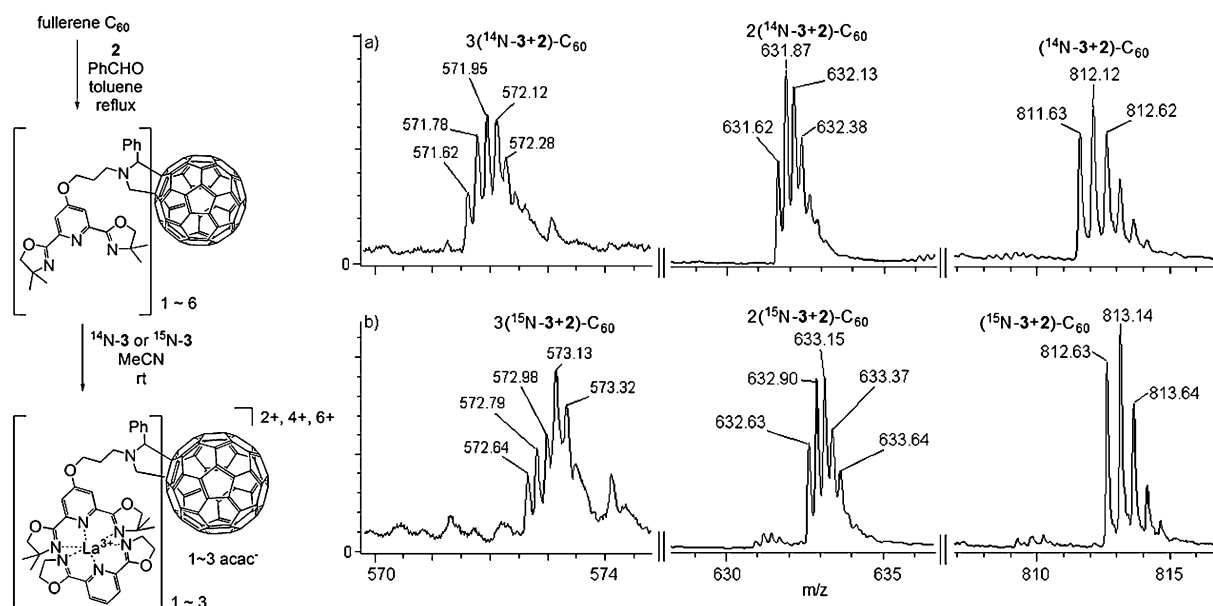 fullerene C₆₀
2
PhCHO
toluene
reflux
Ph
N
O
O
N
N
N
O
1 ~ 6
¹⁴N-3 or ¹⁵N-3
MeCN
rt
2+, 4+, 6+
Ph
N
O
O
N
O
N
N
La³⁺
N
N
N
O
O
1~3 acac⁻
1 ~ 3
a)
3(¹⁴N-3+2)-C₆₀
571.95
572.12
571.78
572.28
571.62
0
2(¹⁴N-3+2)-C₆₀
631.87
632.13
631.62
632.38
(¹⁴N-3+2)-C₆₀
812.12
811.63
812.62
b)
3(¹⁵N-3+2)-C₆₀
573.13
572.98
573.32
572.79
572.64
0
2(¹⁵N-3+2)-C₆₀
633.15
632.90
633.37
632.63
633.64
(¹⁵N-3+2)-C₆₀
813.14
812.63
813.64
570 574 630 635 810 815
m/z